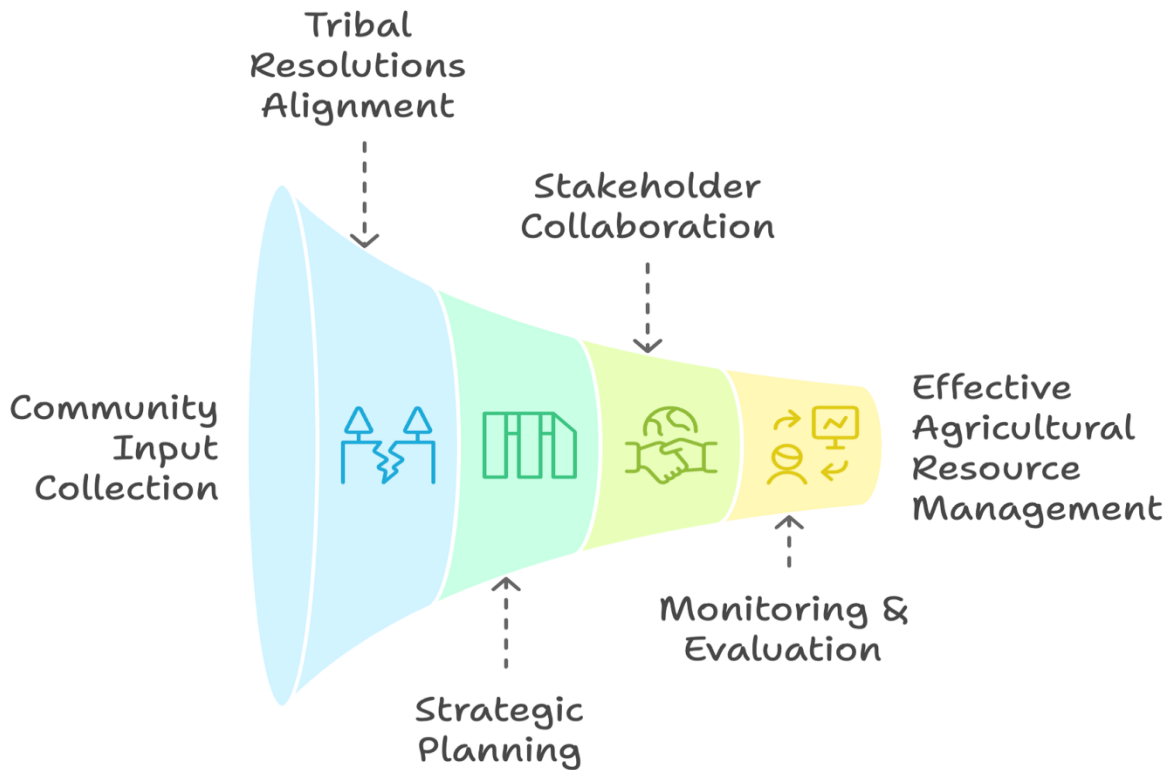 Tribal
Resolutions
Alignment
Stakeholder
Collaboration
Community
Input
Collection
Effective
Agricultural
Resource
Management
Monitoring &
Evaluation
Strategic
Planning